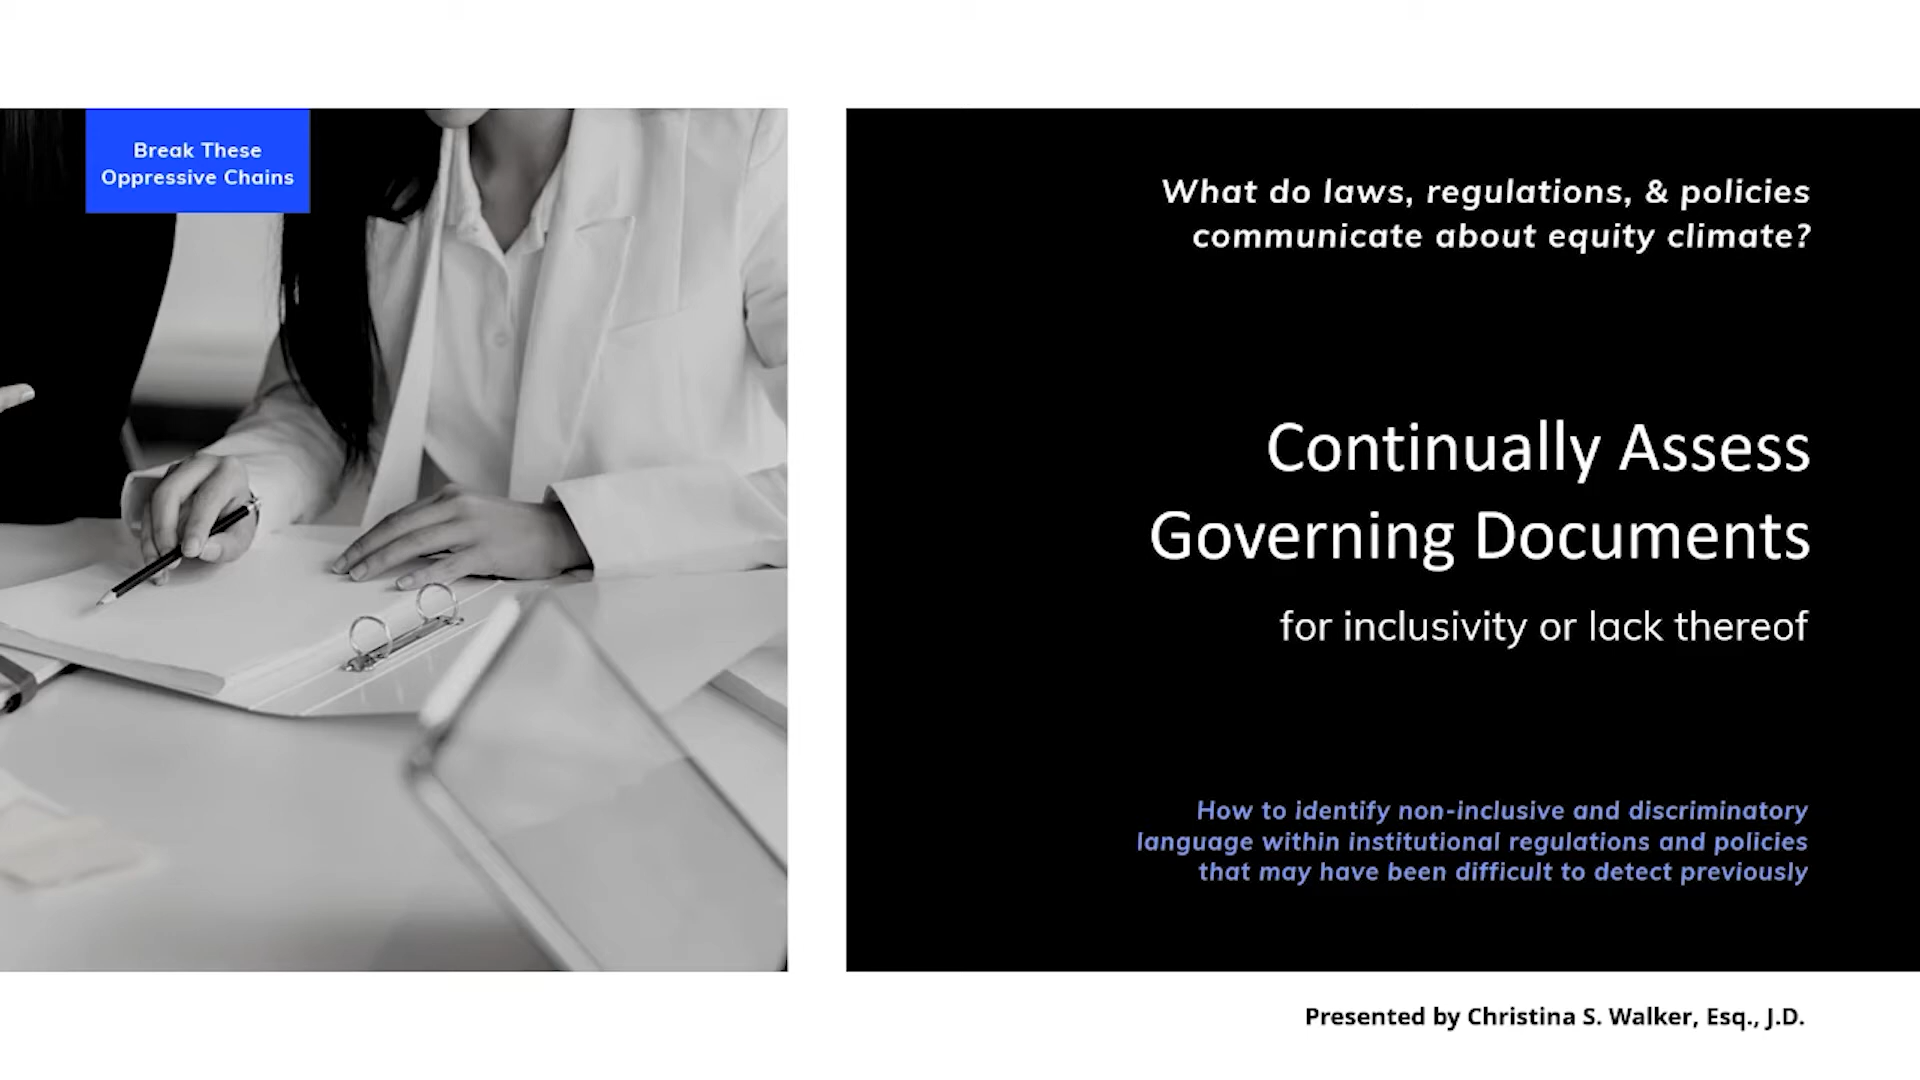 Break These
Oppressive Chains
What do laws, regulations, & policies
communicate about equity climate?
Continually Assess
Governing Documents
for inclusivity or lack thereof
How to identify non-inclusive and discriminatory
language within institutional regulations and policies
that may have been difficult to detect previously
Presented by Christina S. Walker, Esq., J.D.